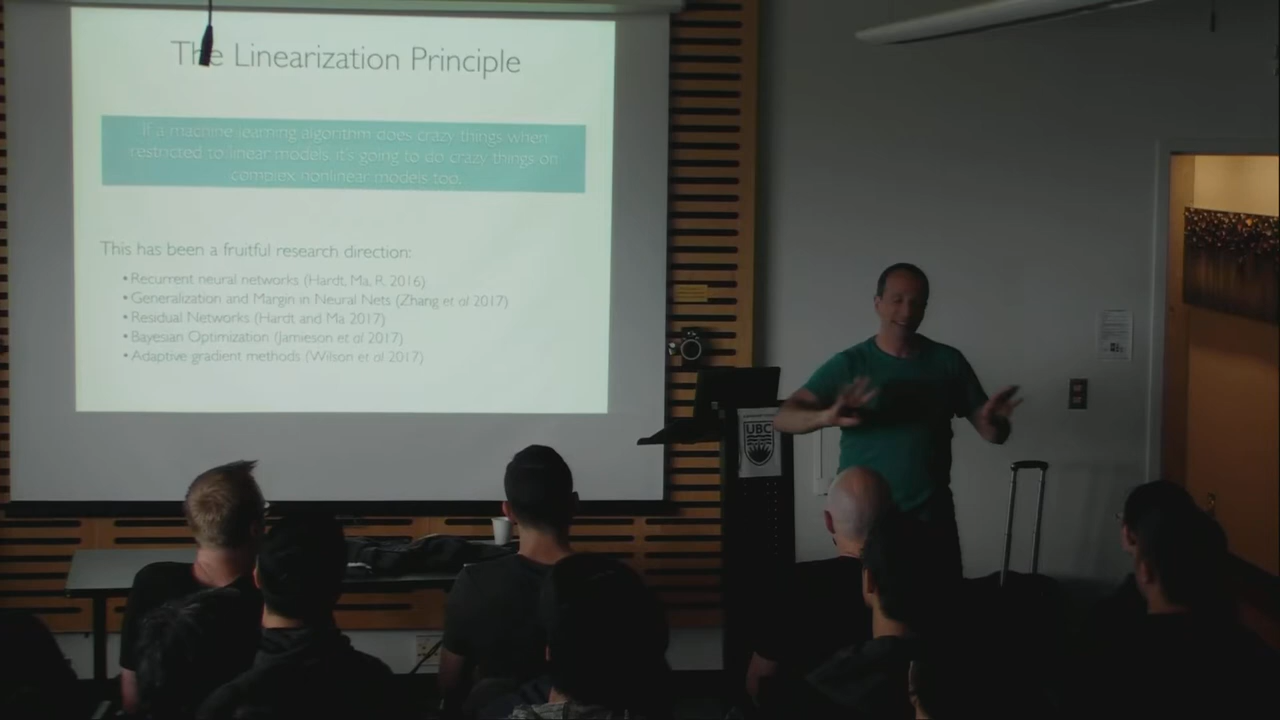 The Linearization Principle
If a machine learning algorithm does crazy things when
restricted to linear models, it's going to do crazy things on
complex nonlinear models too.
This has been a fruitful research direction:
• Recurrent neural networks (Hardt, Ma, R. 2016)
• Generalization and Margin in Neural Nets (Zhang et al 2017)
• Residual Networks (Hardt and Ma 2017)
• Bayesian Optimization (Jamieson et al 2017)
• Adaptive gradient methods (Wilson et al 2017)
UBC